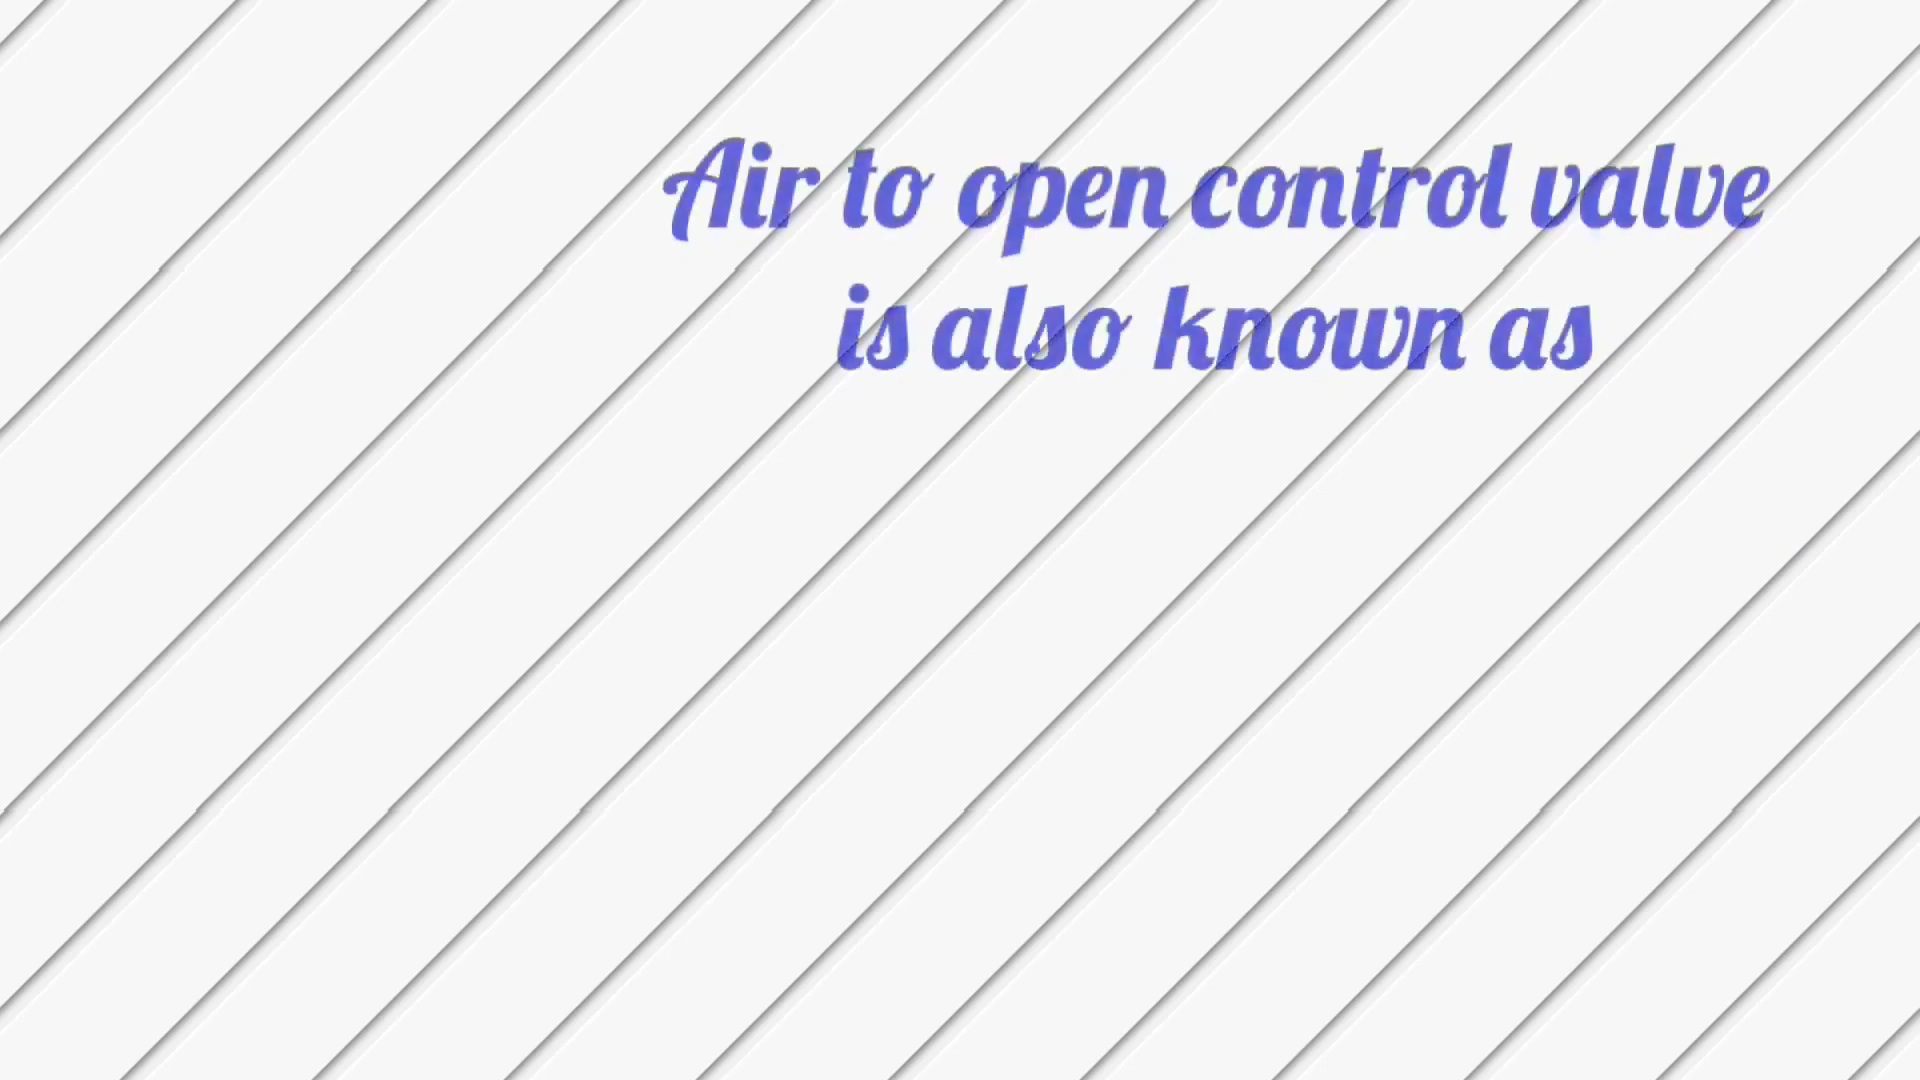 Air to open control valve
is also known as